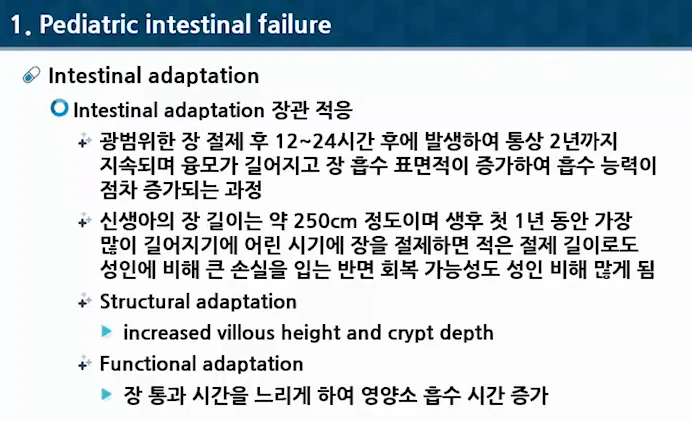 1. Pediatric intestinal failure
Intestinal adaptation
Intestinal adaptation 장관 적응
광범위한 장 절제 후 12~24시간 후에 발생하여 통상 2년까지
지속되며 융모가 길어지고 장 흡수 표면적이 증가하여 흡수 능력이
점차 증가되는 과정
신생아의 장 길이는 약 250cm 정도이며 생후 첫 1년 동안 가장
많이 길어지기에 어린 시기에 장을 절제하면 적은 절제 길이로도
성인에 비해 큰 손실을 입는 반면 회복 가능성도 성인 비해 많게 됨
Structural adaptation
increased villous height and crypt depth
Functional adaptation
장 통과 시간을 느리게 하여 영양소 흡수 시간 증가